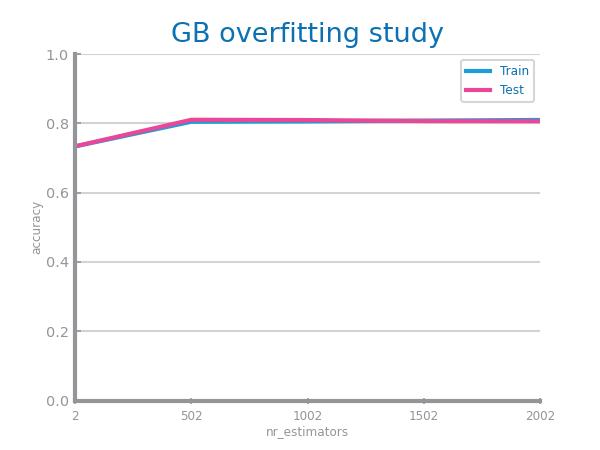 GB overfitting study
1.0
0.8
0.6
0.4
0.2
0.0
accuracy
Train
Test
2 502 1002 1502 2002
nr_estimators